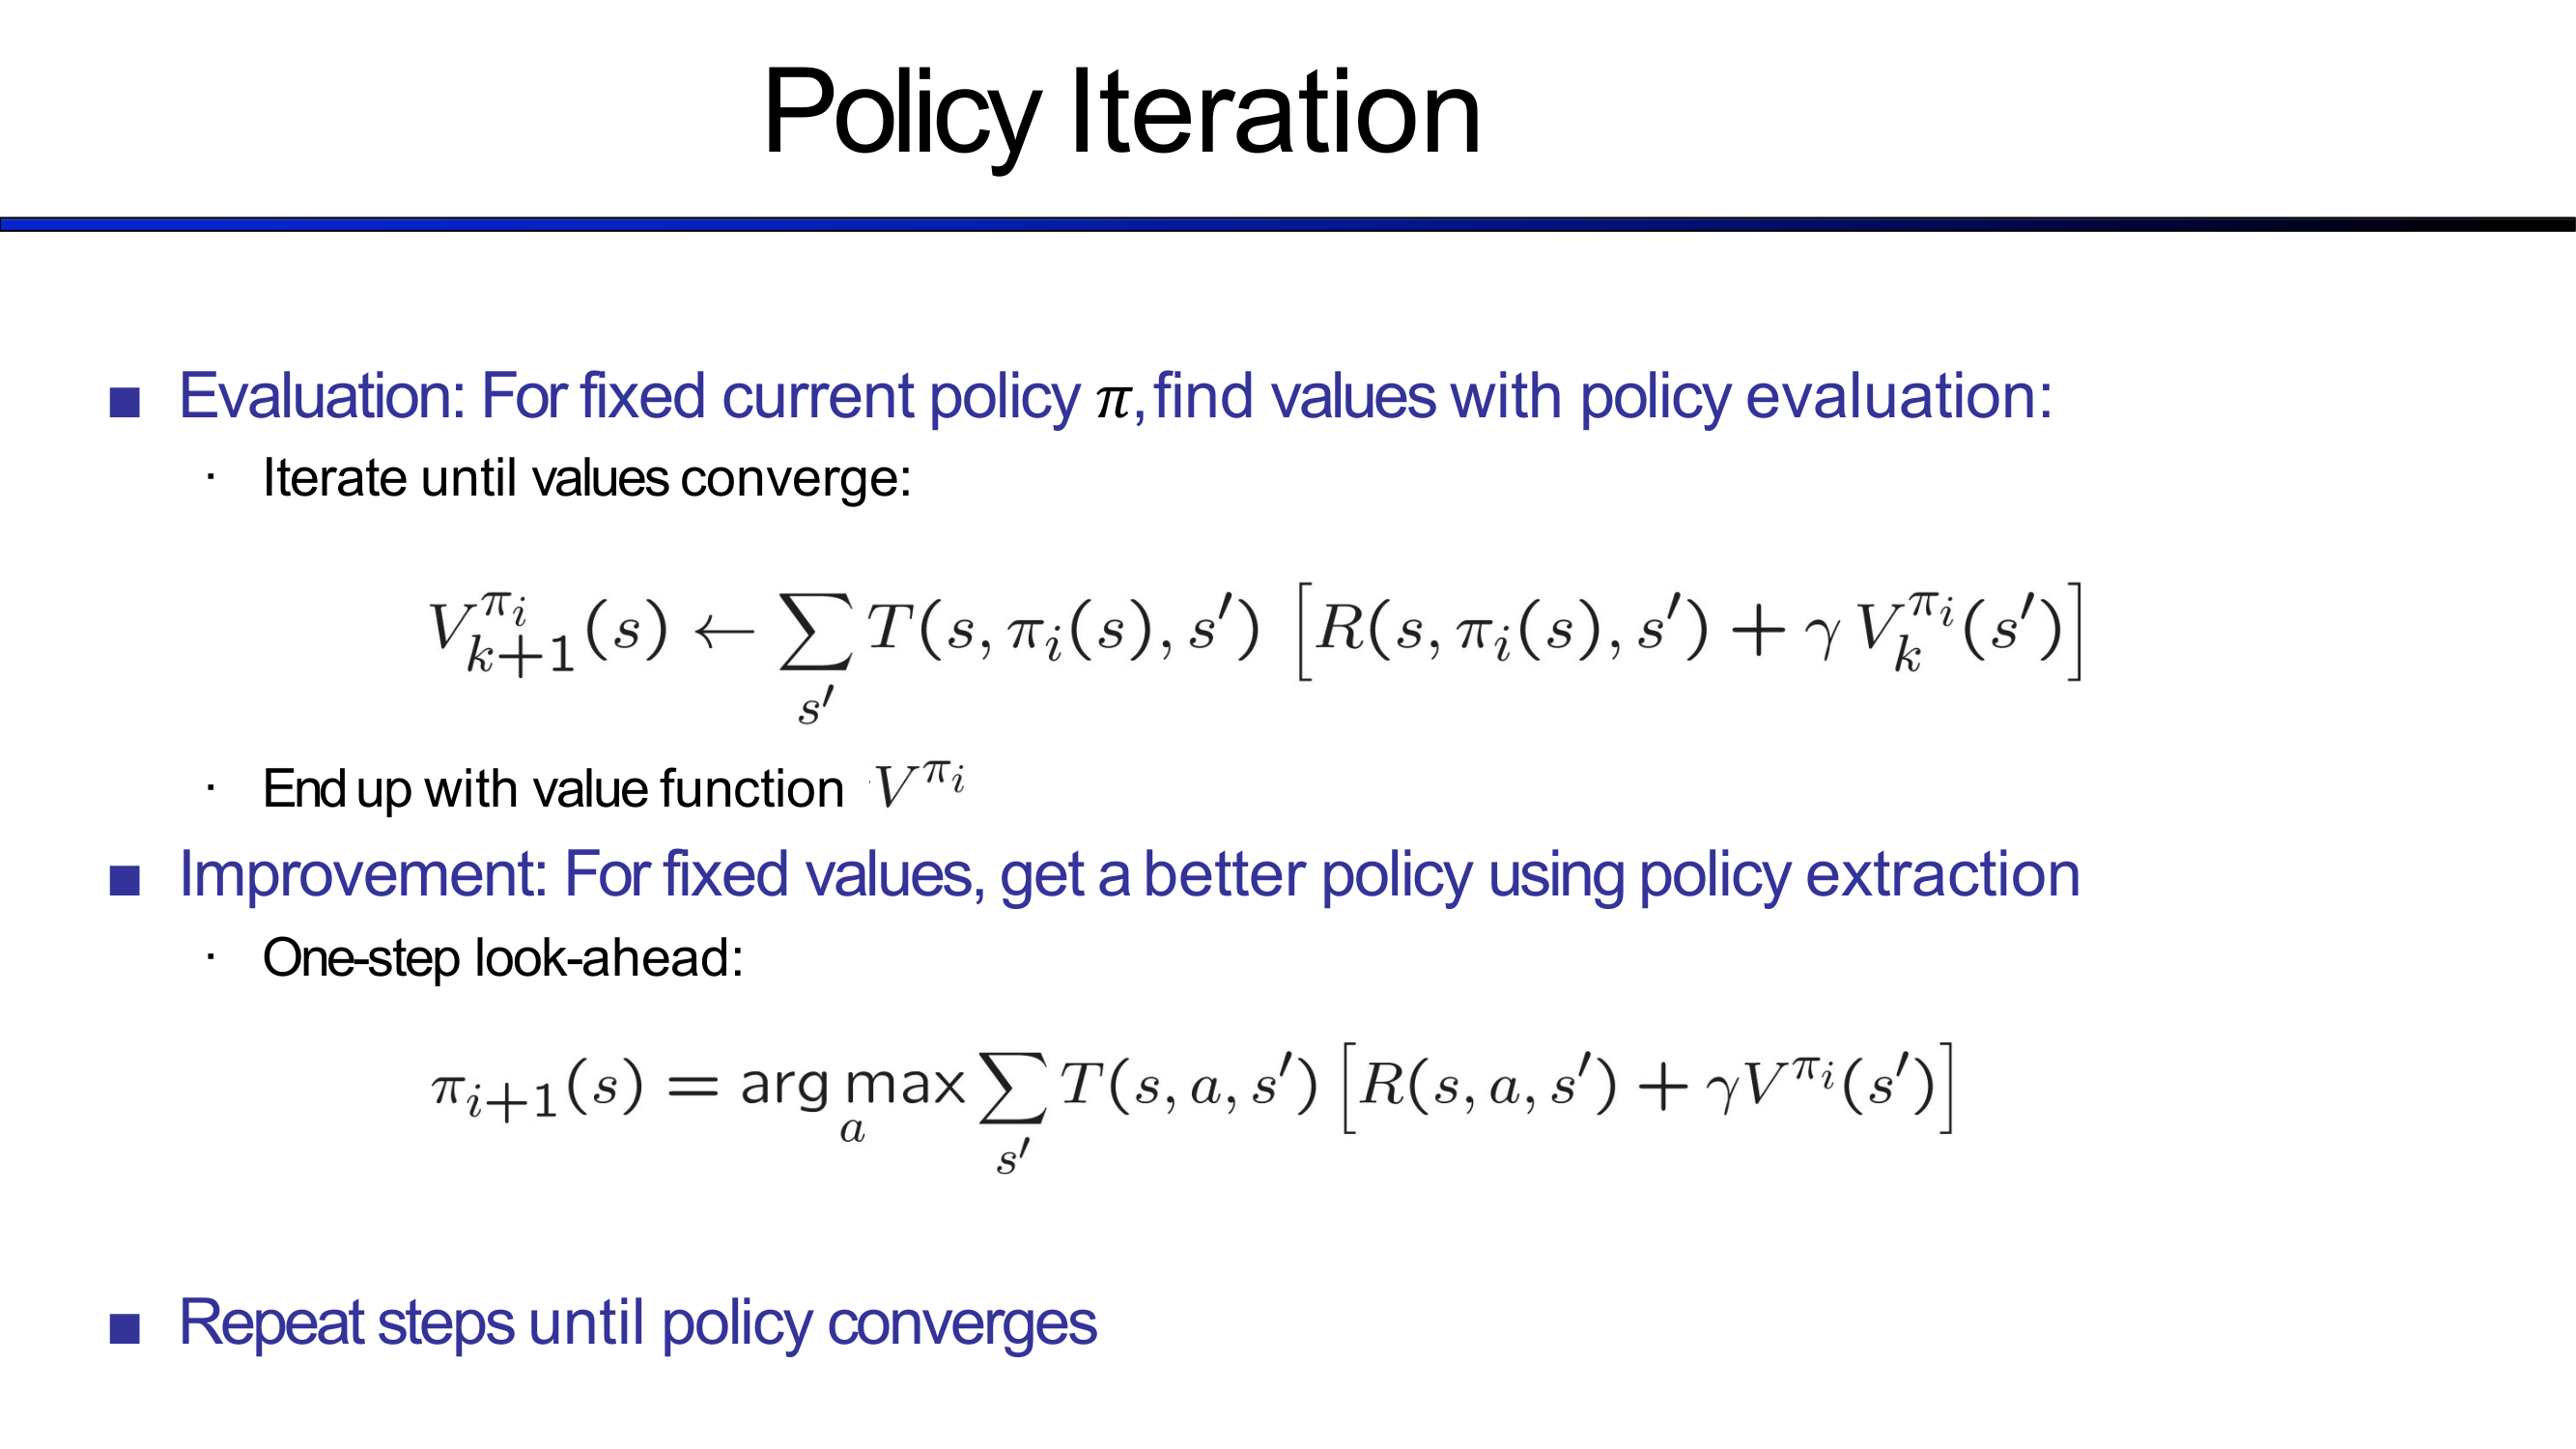 Policy Iteration
■ Evaluation: For fixed current policy π, find values with policy evaluation:
· Iterate until values converge:
$V_{k+1}^{\pi_i}(s) \leftarrow \sum_{s'} T(s, \pi_i(s), s') \left[ R(s, \pi_i(s), s') + \gamma V_k^{\pi_i}(s') \right]$
· End up with value function $V^{\pi_i}$
■ Improvement: For fixed values, get a better policy using policy extraction
· One-step look-ahead:
$\pi_{i+1}(s) = \arg\max_a \sum_{s'} T(s, a, s') \left[ R(s, a, s') + \gamma V^{\pi_i}(s') \right]$
■ Repeat steps until policy converges